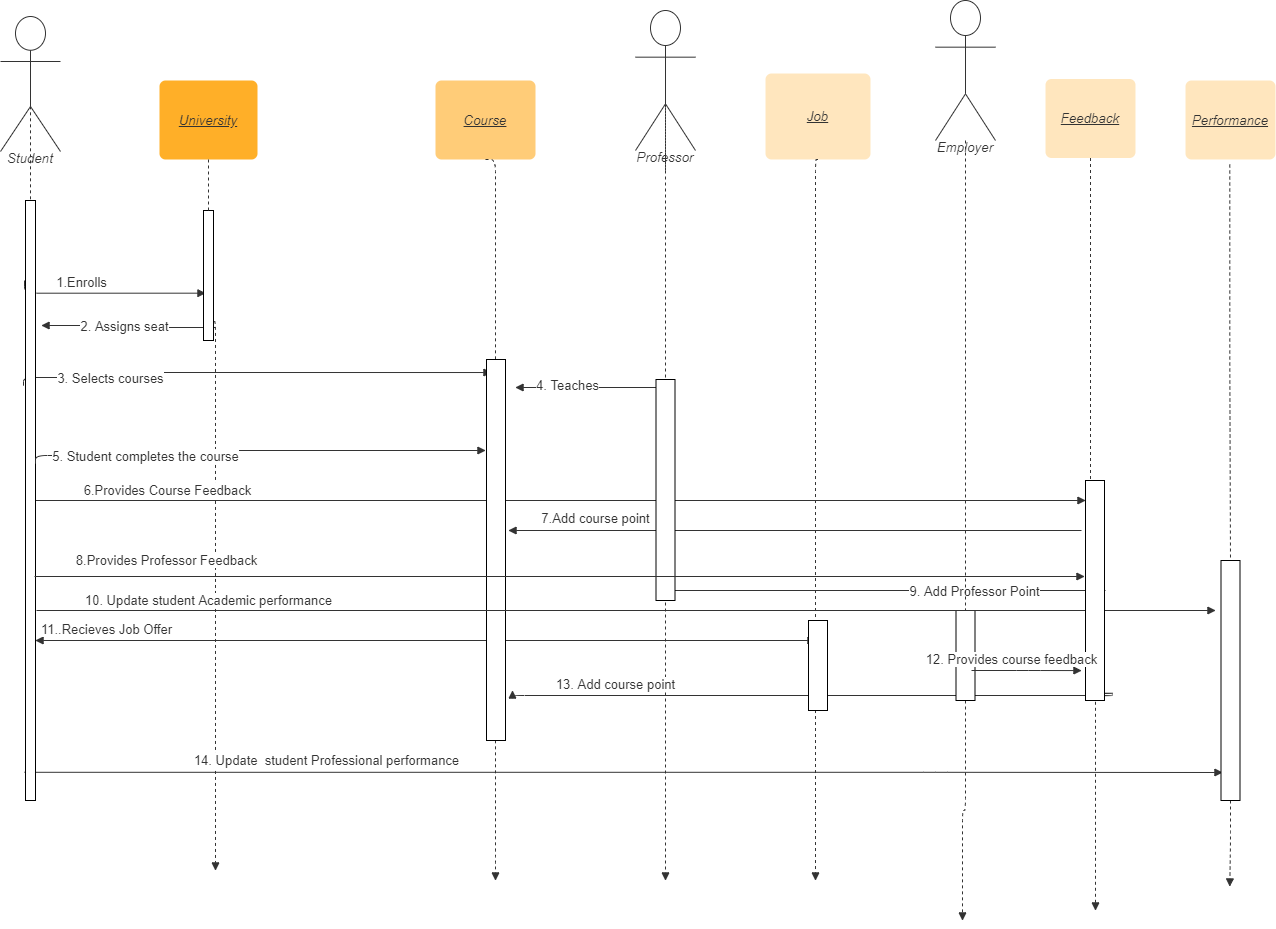 Student
University
Course
Professor
Job
Employer
Feedback
Performance
1.Enrolls
2. Assigns seat
3. Selects courses
4. Teaches
5. Student completes the course
6.Provides Course Feedback
7.Add course point
8.Provides Professor Feedback
9. Add Professor Point
10. Update student Academic performance
11..Recieves Job Offer
12. Provides course feedback
13. Add course point
14. Update  student Professional performance